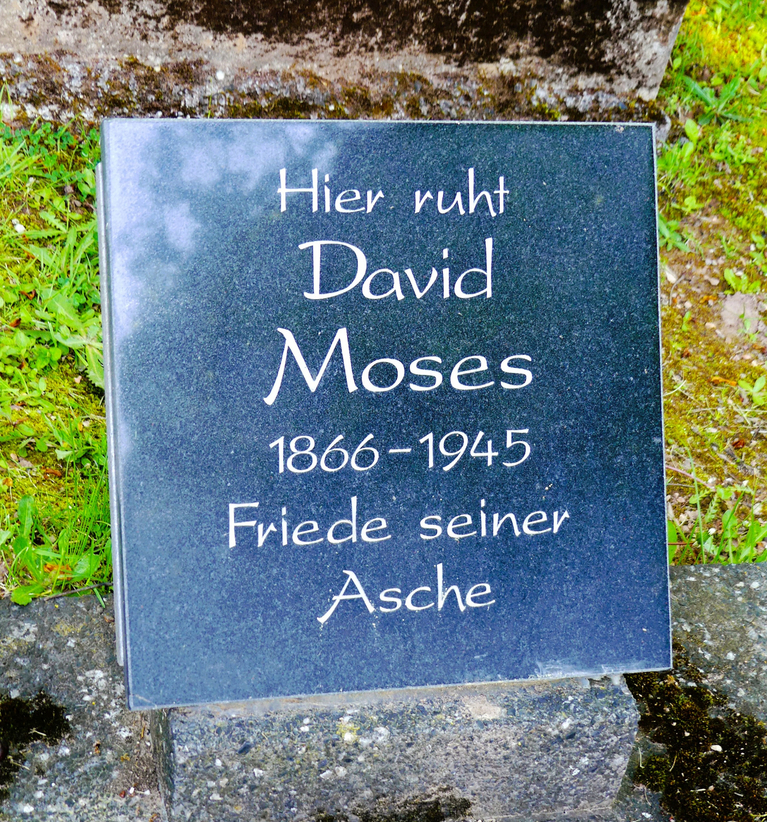 Hier ruht
David
Moses
1866-1945
Friede seiner
Asche